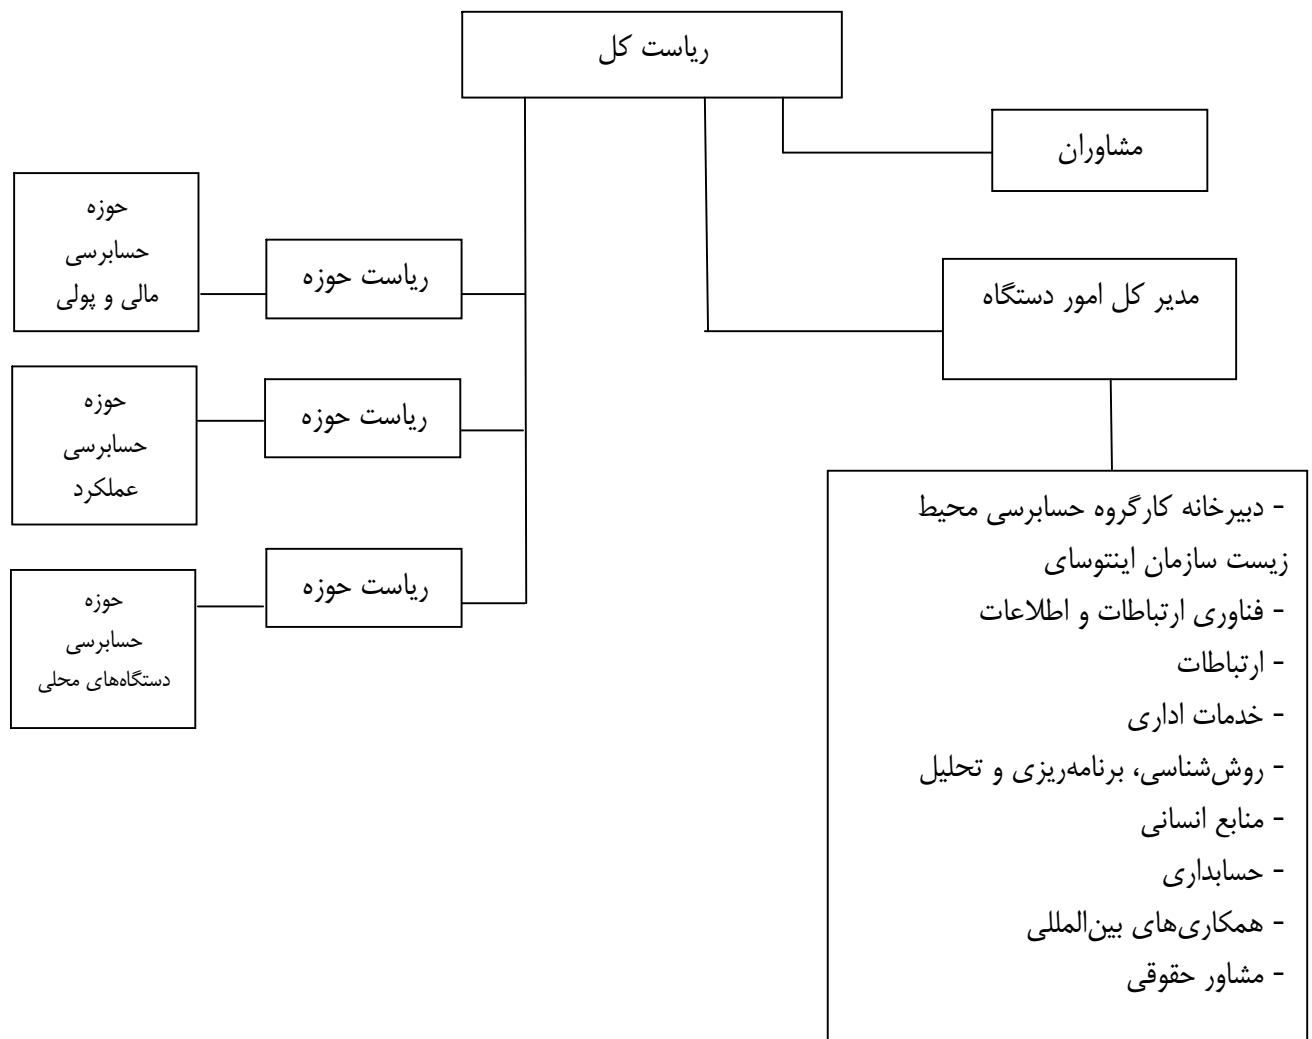 ریاست کل
مشاوران
مدیر کل امور دستگاه
- دبیرخانه کارگروه حسابرسی محیط
زیست سازمان اینتوسای
- فناوری ارتباطات و اطلاعات
- ارتباطات
- خدمات اداری
- روش‌شناسی، برنامه‌ریزی و تحلیل
- منابع انسانی
- حسابداری
- همکاری‌های بین‌المللی
- مشاور حقوقی
ریاست حوزه
حوزه
حسابرسی
مالی و پولی
ریاست حوزه
حوزه
حسابرسی
عملکرد
ریاست حوزه
حوزه
حسابرسی
دستگاه‌های محلی